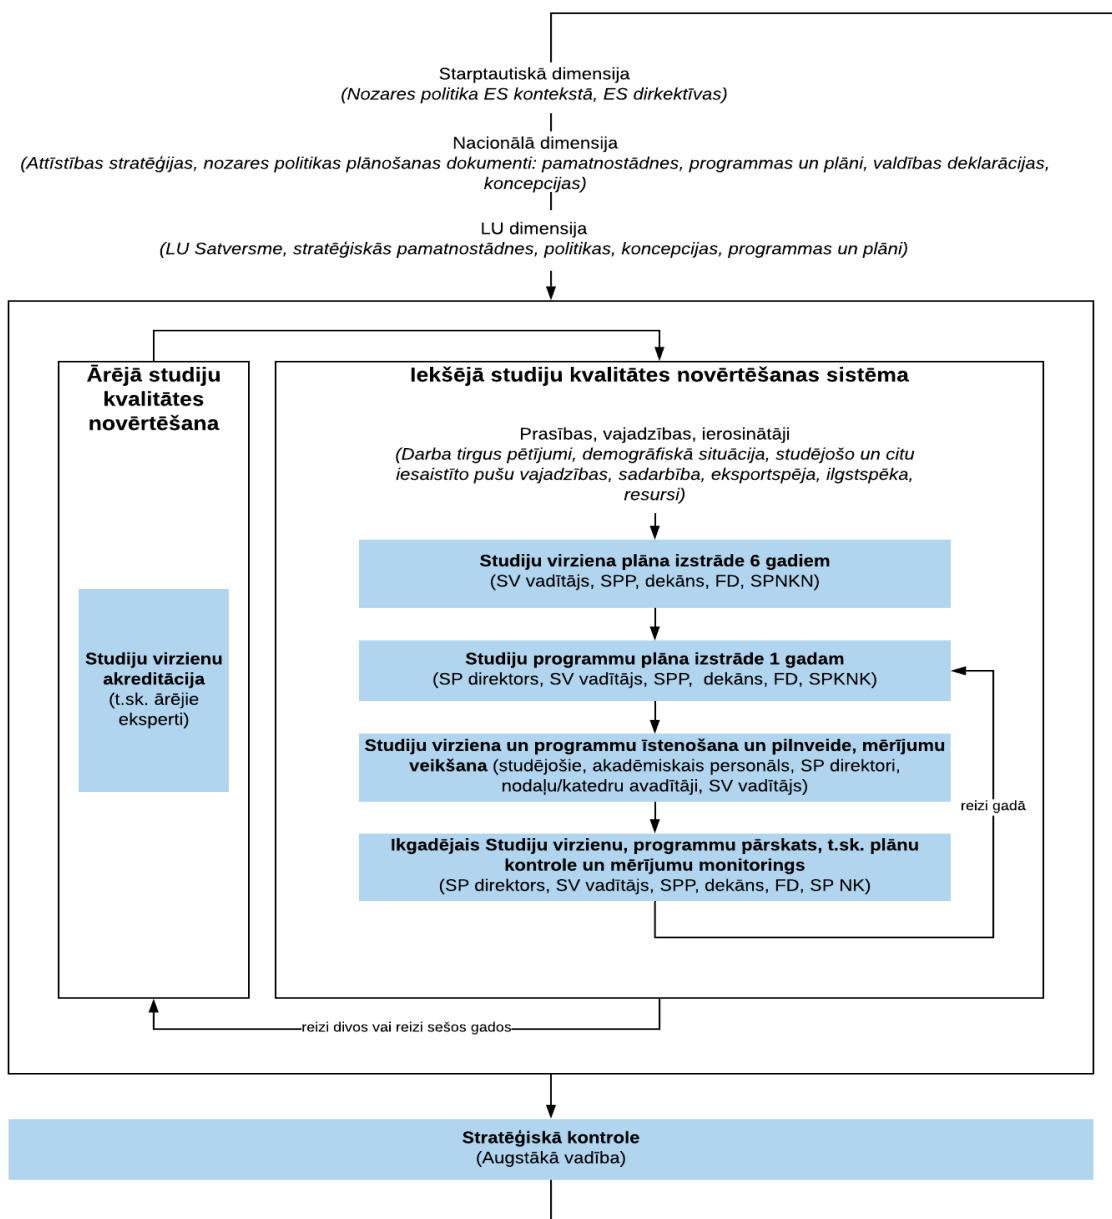 Starptautiskā dimensija
(Nozares politika ES kontekstā, ES dirkektīvas)
Nacionālā dimensija
(Attīstības stratēģijas, nozares politikas plānošanas dokumenti: pamatnostādnes, programmas un plāni, valdības deklarācijas,
koncepcijas)
LU dimensija
(LU Satversme, stratēģiskās pamatnostādnes, politikas, koncepcijas, programmas un plāni)
Ārējā studiju
kvalitātes
novērtēšana
Studiju virzienu
akreditācija
(t.sk. ārējie
eksperti)
Iekšējā studiju kvalitātes novērtēšanas sistēma
Prasības, vajadzības, ierosinātāji
(Darba tirgus pētījumi, demogrāfiskā situācija, studējošo un citu
iesaistīto pušu vajadzības, sadarbība, eksportspēja, ilgstspēka,
resursi)
Studiju virziena plāna izstrāde 6 gadiem
(SV vadītājs, SPP, dekāns, FD, SPNKN)
Studiju programmu plāna izstrāde 1 gadam
(SP direktors, SV vadītājs, SPP,  dekāns, FD, SPKNK)
Studiju virziena un programmu īstenošana un pilnveide, mērījumu
veikšana (studējošie, akadēmiskais personāls, SP direktori,
nodaļu/katedru avadītāji, SV vadītājs)
reizi gadā
Ikgadējais Studiju virzienu, programmu pārskats, t.sk. plānu
kontrole un mērījumu monitorings
(SP direktors, SV vadītājs, SPP, dekāns, FD, SP NK)
reizi divos vai reizi sešos gados
Stratēģiskā kontrole
(Augstākā vadība)